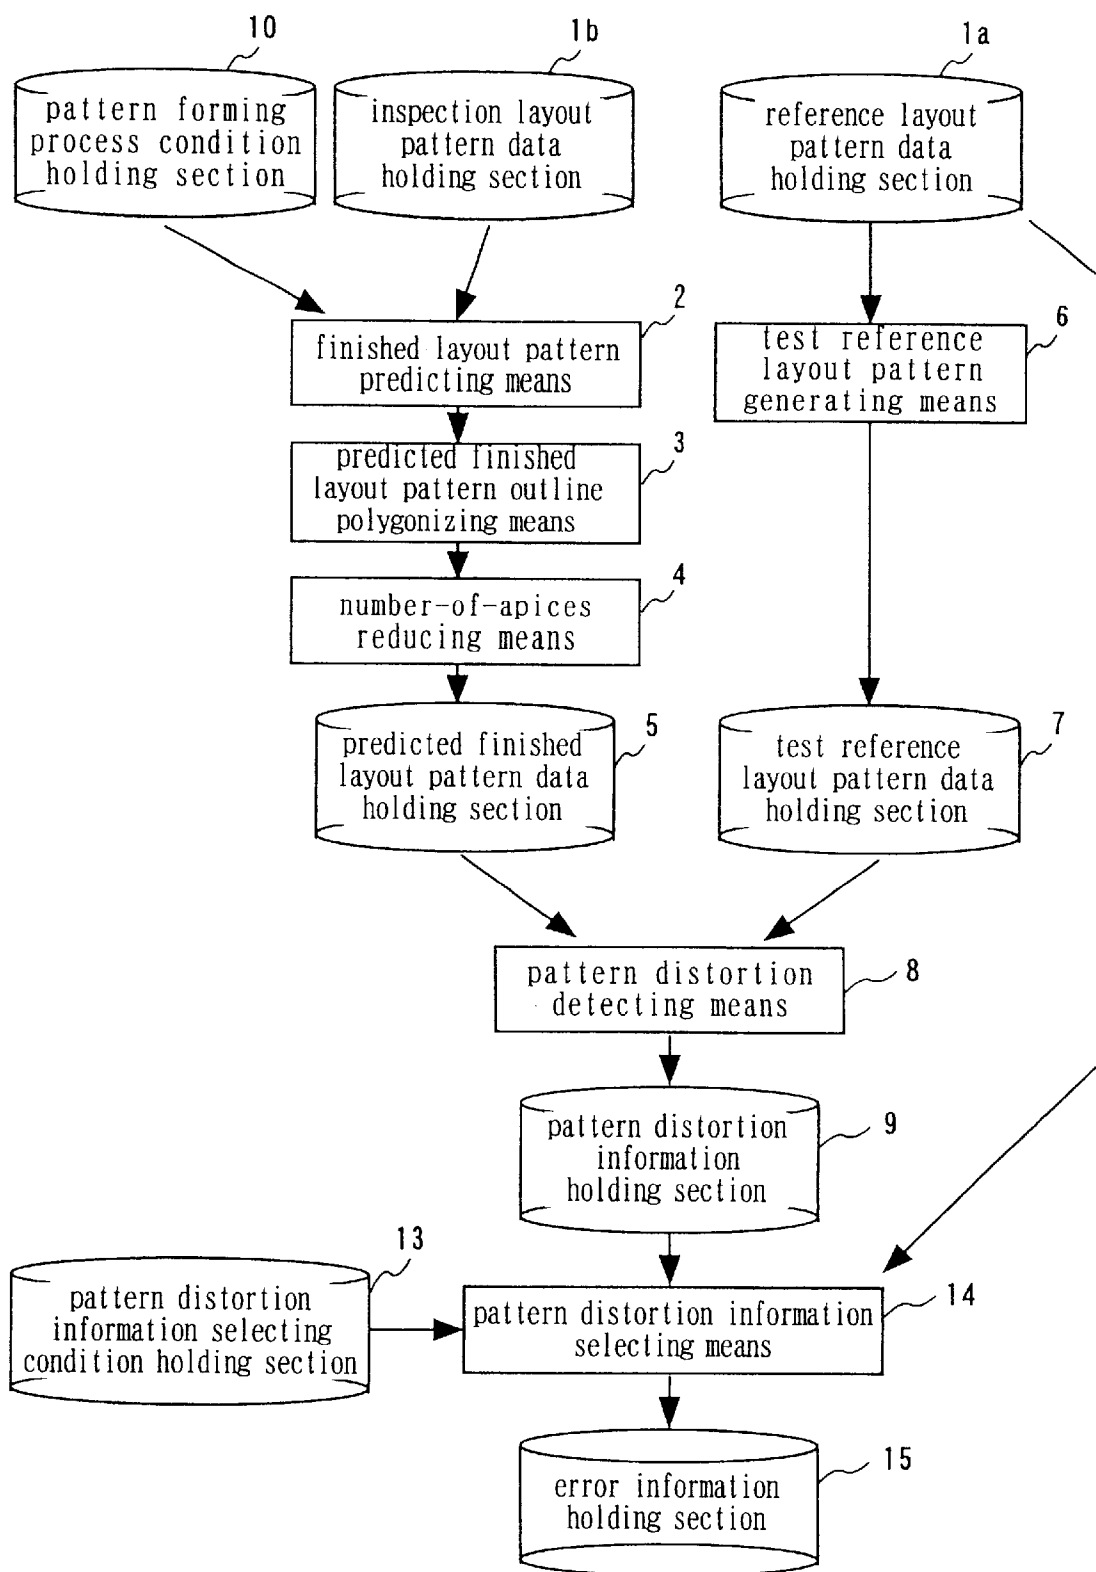 10
1b
1a
pattern forming
process condition
holding section
inspection layout
pattern data
holding section
reference layout
pattern data
holding section
2
finished layout pattern
predicting means
6
test reference
layout pattern
generating means
3
predicted finished
layout pattern outline
polygonizing means
4
number-of-apices
reducing means
5
predicted finished
layout pattern data
holding section
7
test reference
layout pattern data
holding section
8
pattern distortion
detecting means
9
pattern distortion
information
holding section
13
pattern distortion
information selecting
condition holding section
14
pattern distortion information
selecting means
15
error information
holding section